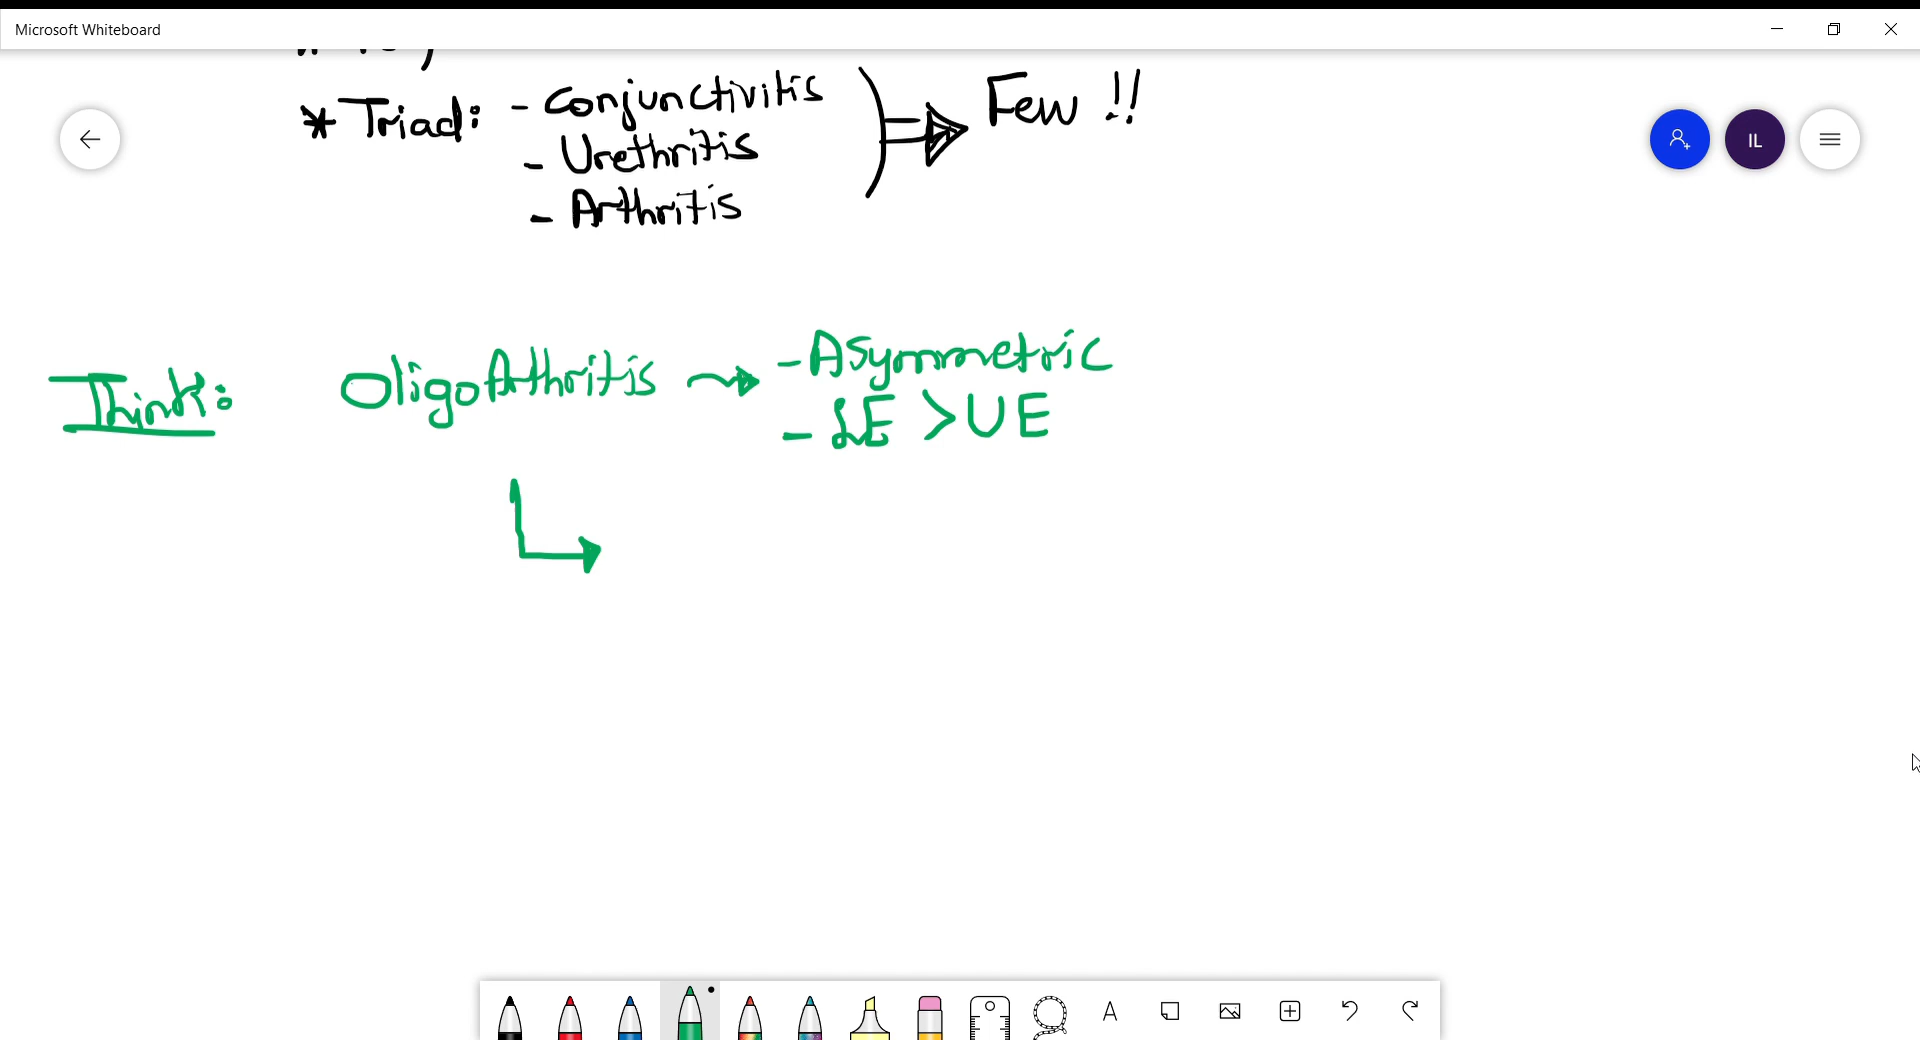 Microsoft Whiteboard
* Triad: - Conjunctivitis
- Urethritis
- Arthritis
Few !!
IL
Think: OligoArthritis → - Asymmetric
- LE > UE